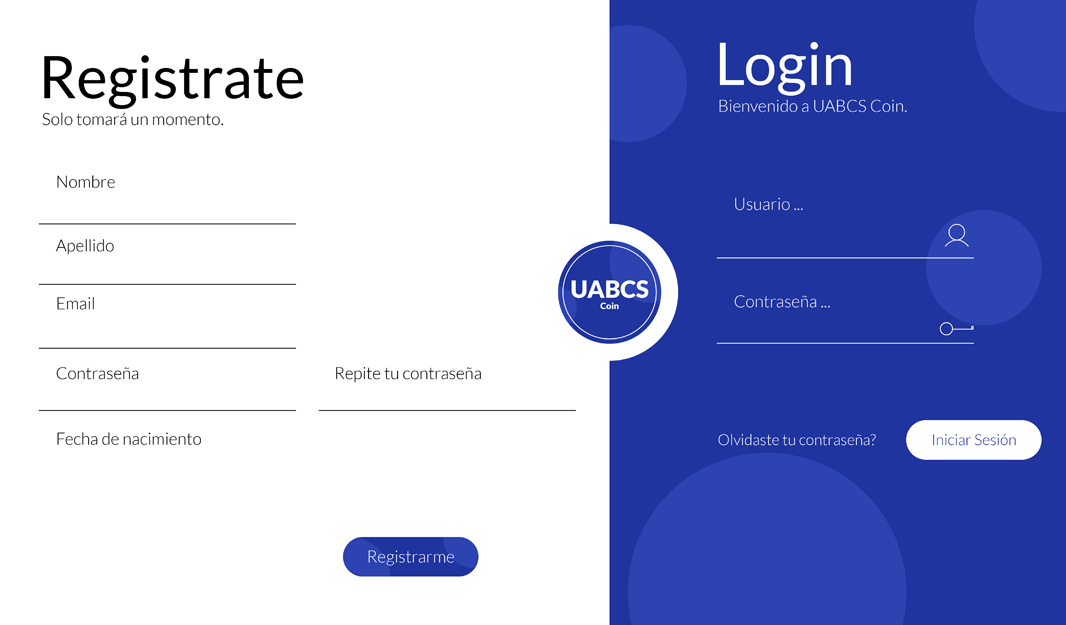 Registrate
Solo tomará un momento.
Nombre
Apellido
Email
Contraseña
Repite tu contraseña
Fecha de nacimiento
Registrarme
UABCS
Coin
Login
Bienvenido a UABCS Coin.
Usuario ...
Contraseña ...
Olvidaste tu contraseña?
Iniciar Sesión